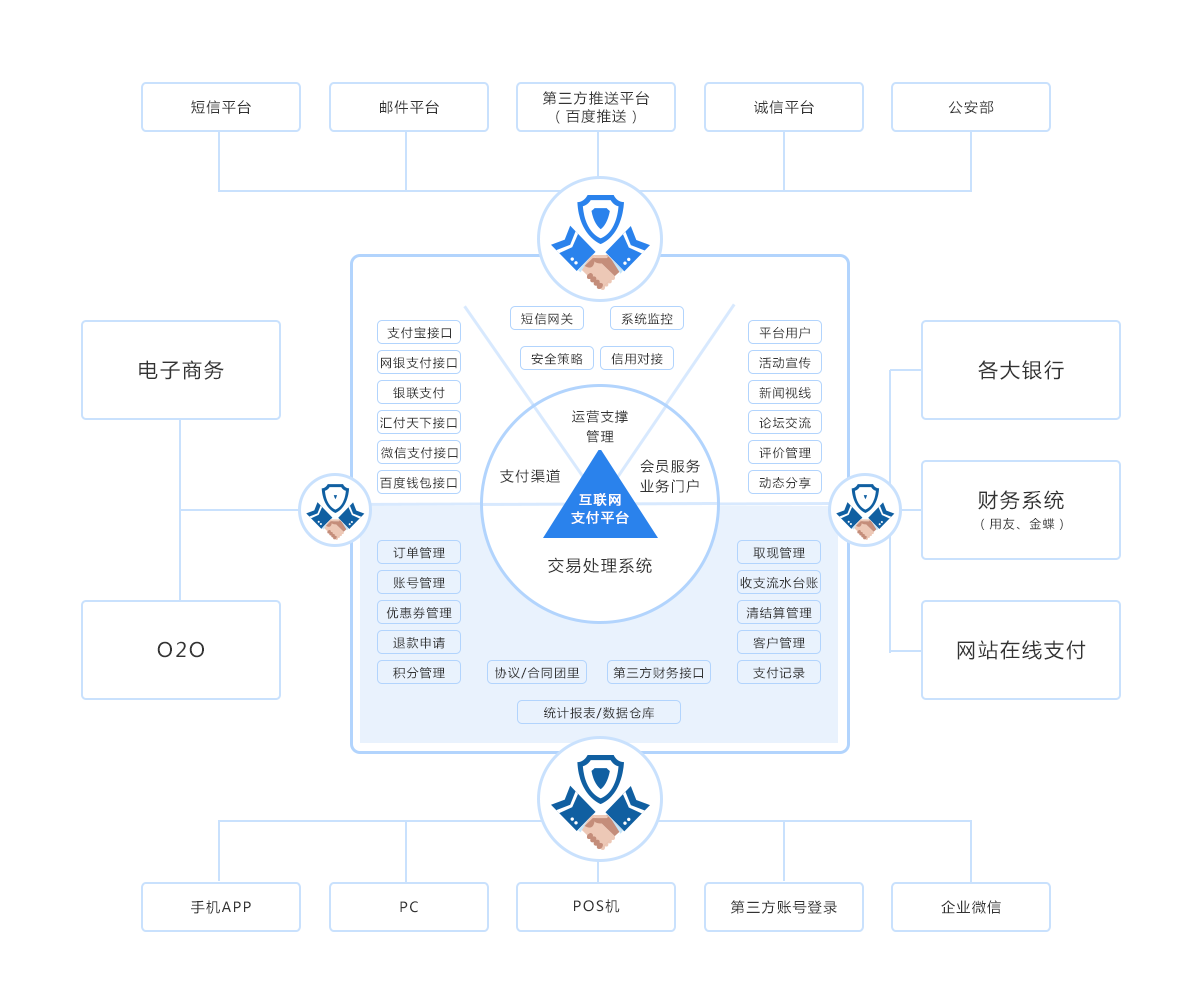 短信平台
邮件平台
第三方推送平台
（百度推送）
诚信平台
公安部
短信网关
系统监控
安全策略
信用对接
支付宝接口
网银支付接口
银联支付
汇付天下接口
微信支付接口
百度钱包接口
平台用户
活动宣传
新闻视线
论坛交流
评价管理
动态分享
电子商务
O2O
各大银行
财务系统
（用友、金蝶）
网站在线支付
运营支撑
管理
支付渠道
会员服务
业务门户
互联网
支付平台
交易处理系统
订单管理
账号管理
优惠券管理
退款申请
积分管理
取现管理
收支流水台账
清结算管理
客户管理
支付记录
协议/合同团里
第三方财务接口
统计报表/数据仓库
手机APP
PC
POS机
第三方账号登录
企业微信